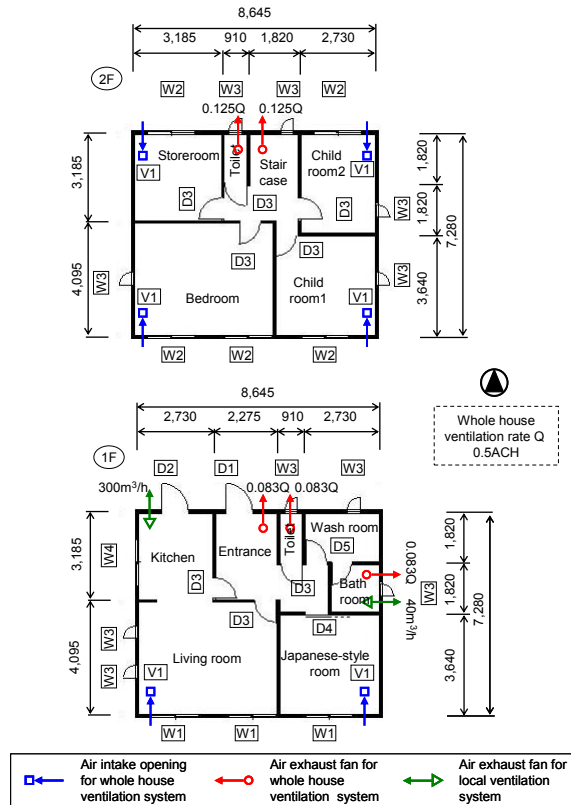 8,645
3,185 910 1,820 2,730
2F
W2 W3 W3 W2
0.125Q 0.125Q
3,185
4,095
V1
Storeroom
Toilet
Stair
case
Child
room2
V1
D3
D3
D3
W3
1,820
1,820
3,640
7,280
D3
D3
W3
V1
Bedroom
Child
room1
V1
W3
W2 W2 W2
8,645
2,730 2,275 910 2,730
Whole house
ventilation rate Q
0.5ACH
1F
D2 D1 W3 W3
300m³/h
0.083Q 0.083Q
3,185
4,095
W4
Kitchen
Entrance
Toilet
Wash room
D5
D3
D3
Bath
room
0.083Q
40m³/h
W3
1,820
1,820
3,640
7,280
D3
D4
W3
W3
Living room
Japanese-style
room
V1
V1
W1 W1 W1
Air intake opening
for whole house
ventilation system
Air exhaust fan for
whole house
ventilation system
Air exhaust fan for
local ventilation
system